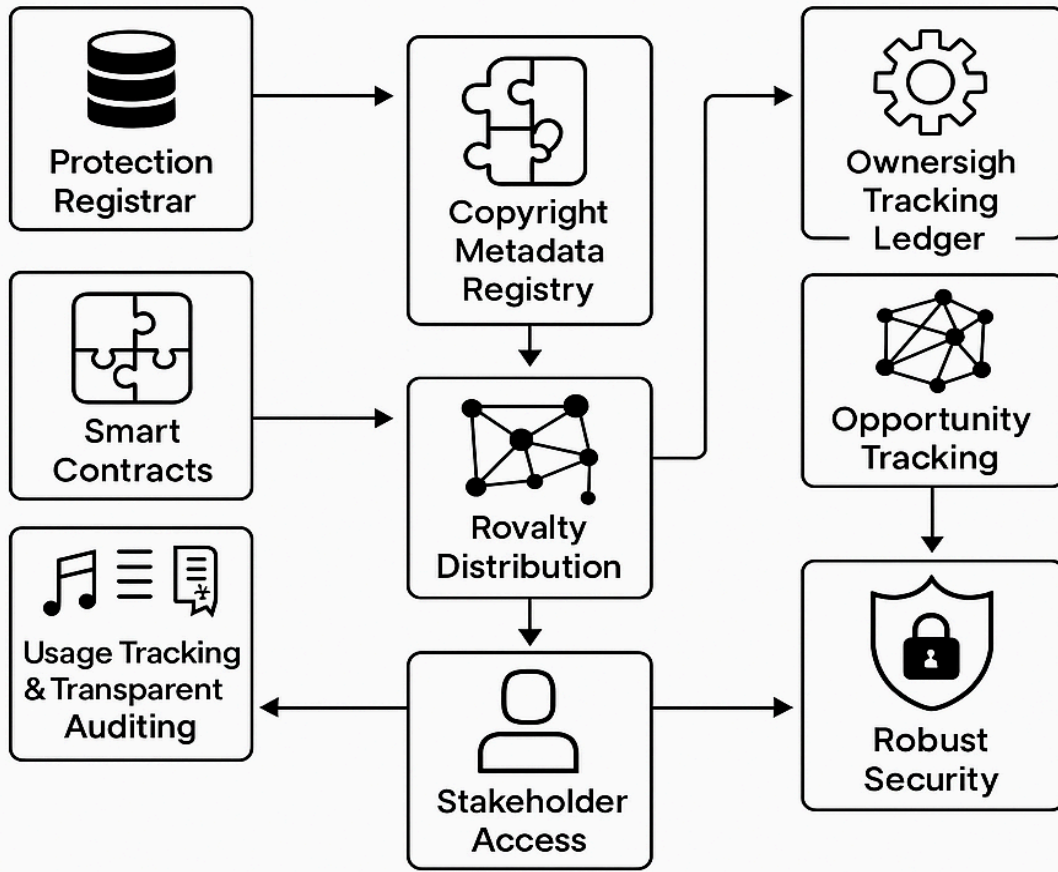 Protection
Registrar
Copyright
Metadada
Registry
Ownersigh
Tracking
Ledger
Smart
Contracts
Rovalty
Distribution
Opportunity
Tracking
Usage Tracking
& Transparent
Auditing
Stakeholder
Access
Robust
Security